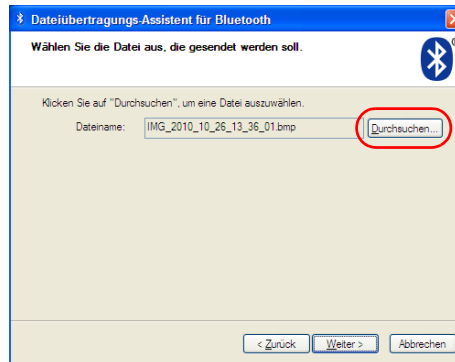 Dateiübertragungs-Assistent für Bluetooth
Wählen Sie die Datei aus, die gesendet werden soll.
Klicken Sie auf "Durchsuchen", um eine Datei auszuwählen.
Dateiname: IMG_2010_10_26_13_36_01.bmp Durchsuchen...
< Zurück Weiter > Abbrechen